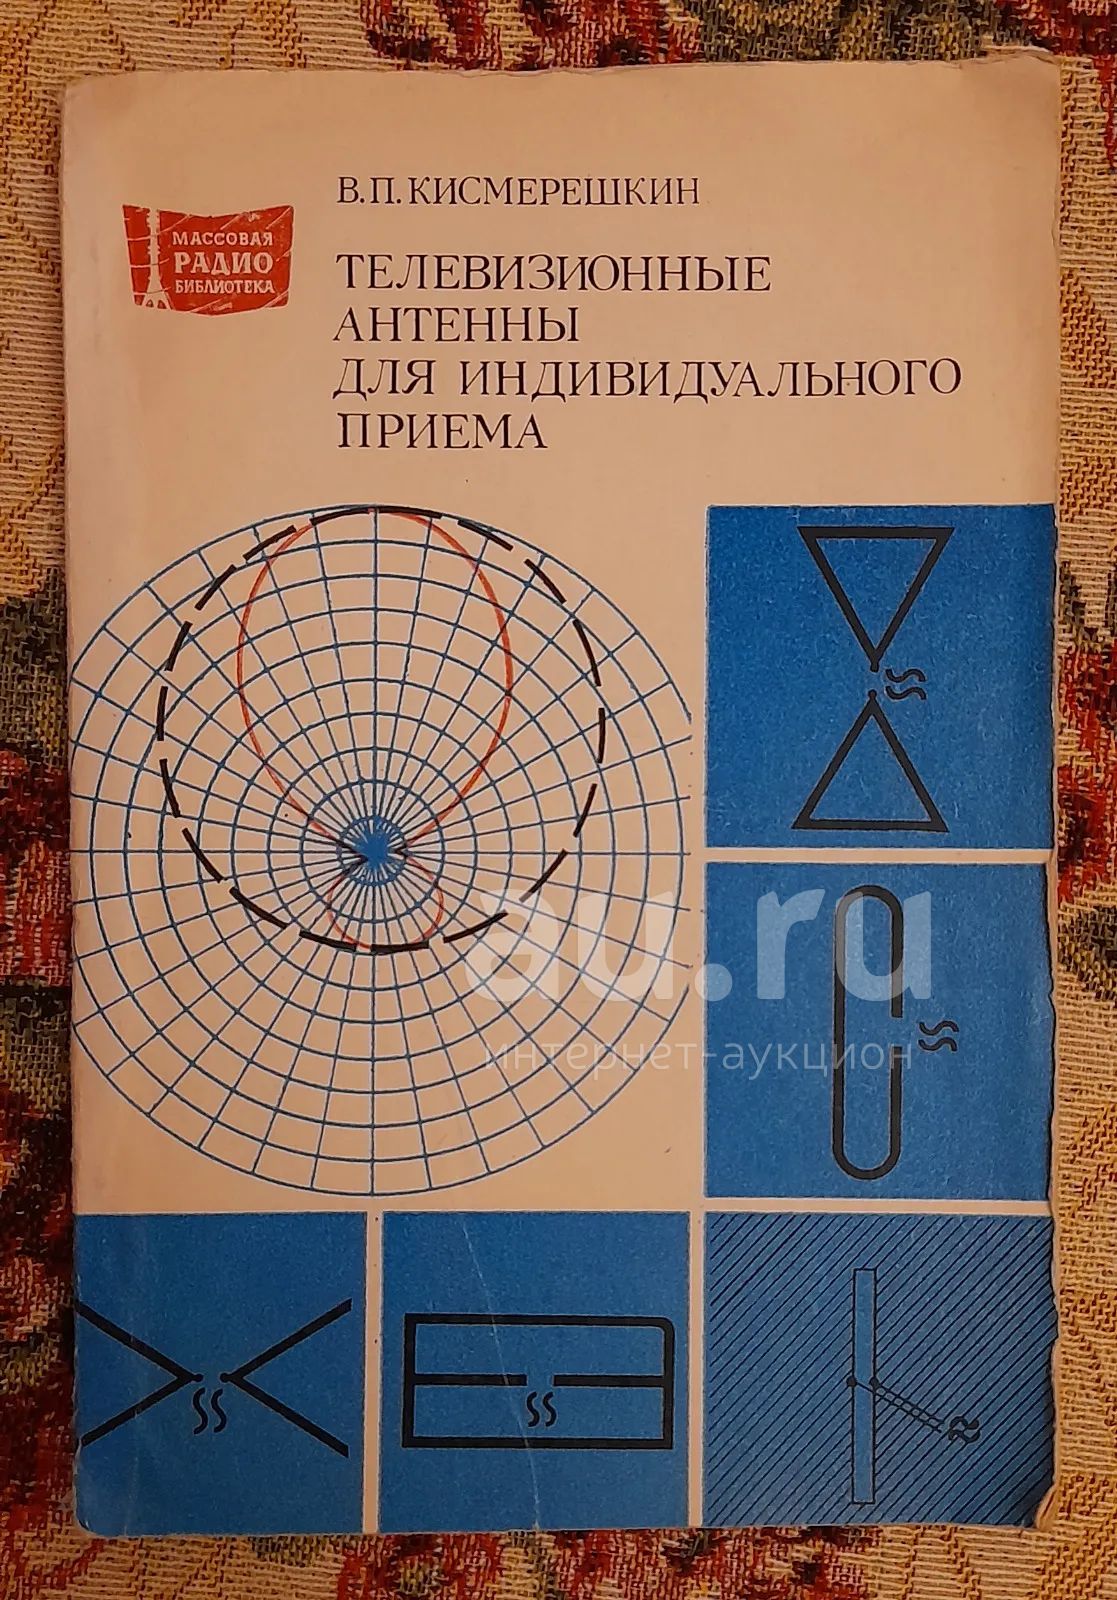 В.П.КИСМЕРЕШКИН
МАССОВАЯ
РАДИО
БИБЛИОТЕКА
ТЕЛЕВИЗИОННЫЕ
АНТЕННЫ
ДЛЯ ИНДИВИДУАЛЬНОГО
ПРИЕМА
au.ru
интернет-аукцион